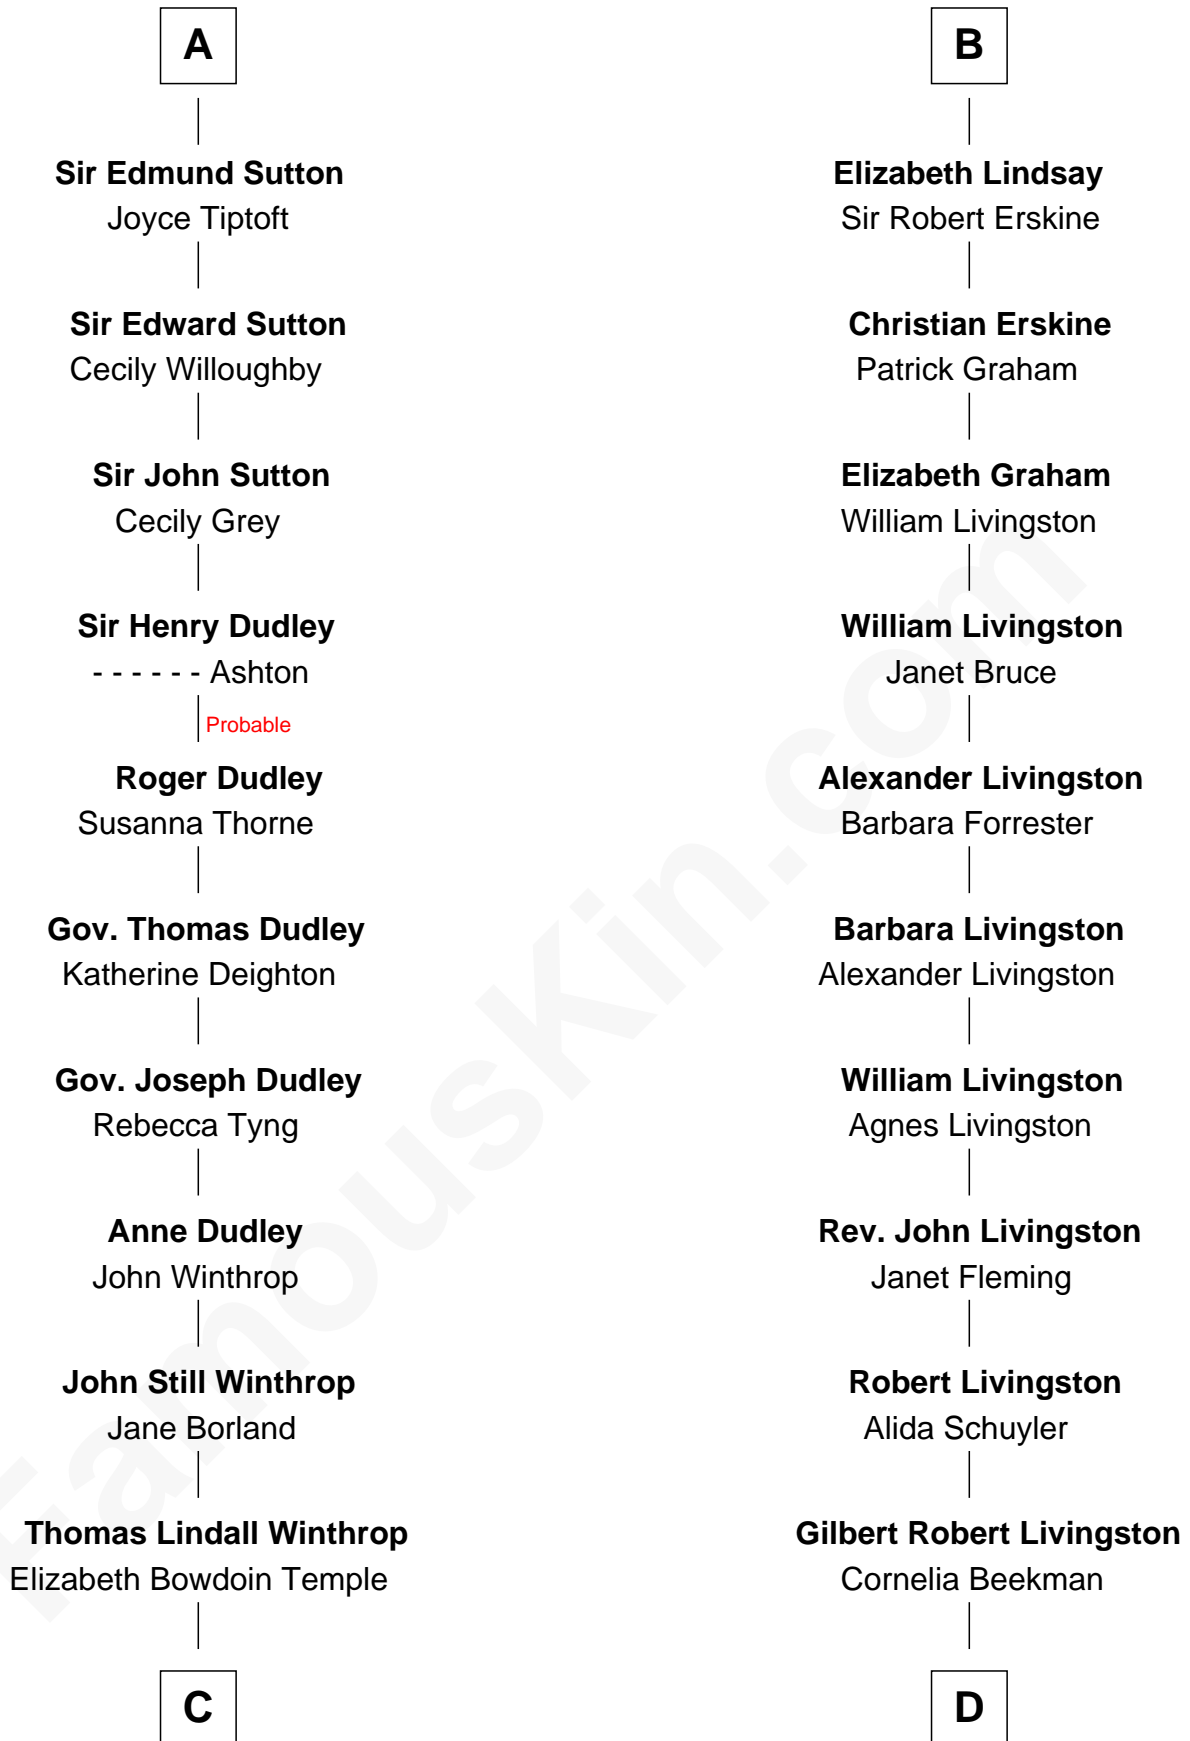 A
Sir Edmund Sutton
Joyce Tiptoft
Sir Edward Sutton
Cecily Willoughby
Sir John Sutton
Cecily Grey
Sir Henry Dudley
- - - - - - Ashton
Probable
Roger Dudley
Susanna Thorne
Gov. Thomas Dudley
Katherine Deighton
Gov. Joseph Dudley
Rebecca Tyng
Anne Dudley
John Winthrop
John Still Winthrop
Jane Borland
Thomas Lindall Winthrop
Elizabeth Bowdoin Temple
C
B
Elizabeth Lindsay
Sir Robert Erskine
Christian Erskine
Patrick Graham
Elizabeth Graham
William Livingston
William Livingston
Janet Bruce
Alexander Livingston
Barbara Forrester
Barbara Livingston
Alexander Livingston
William Livingston
Agnes Livingston
Rev. John Livingston
Janet Fleming
Robert Livingston
Alida Schuyler
Gilbert Robert Livingston
Cornelia Beekman
D
FamousKin.com